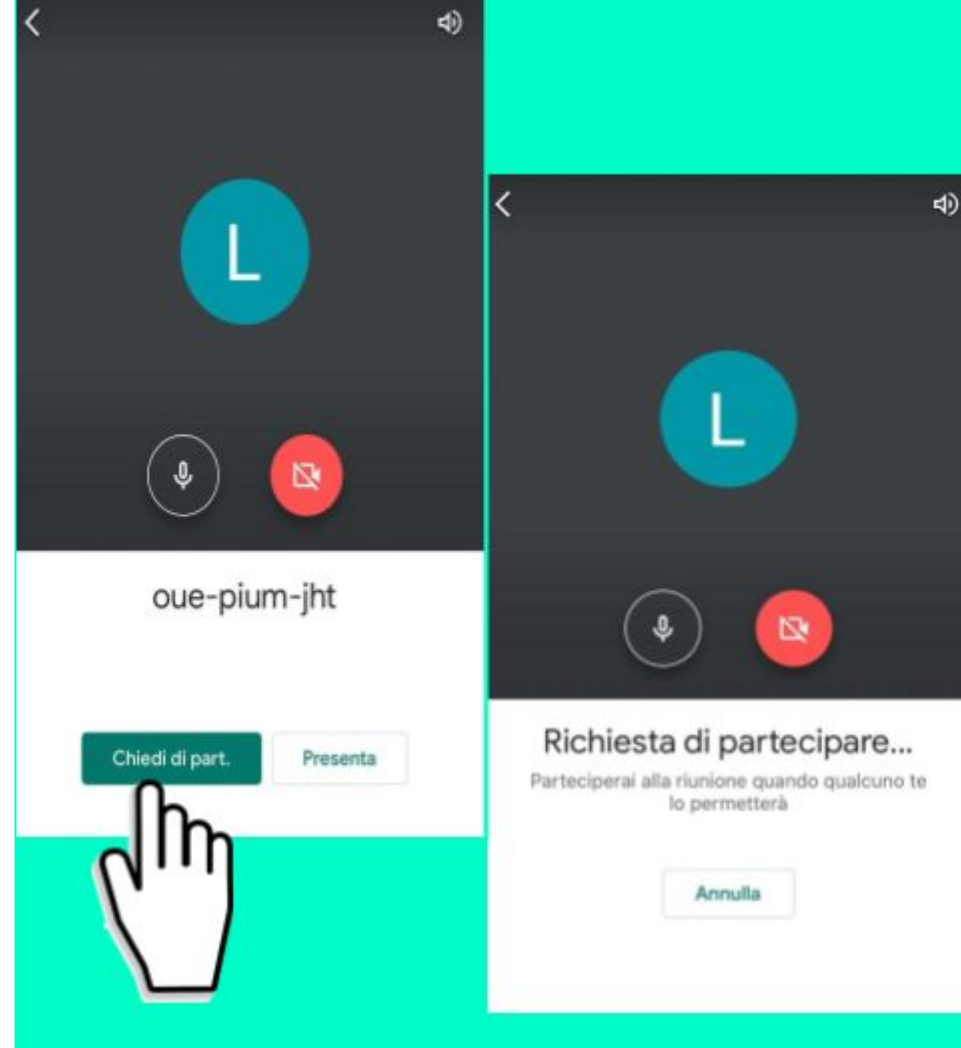 L
oue-pium-jht
Chiedi di part.
Presenta
L
Richiesta di partecipare...
Parteciperai alla riunione quando qualcuno te
lo permetterà
Annulla